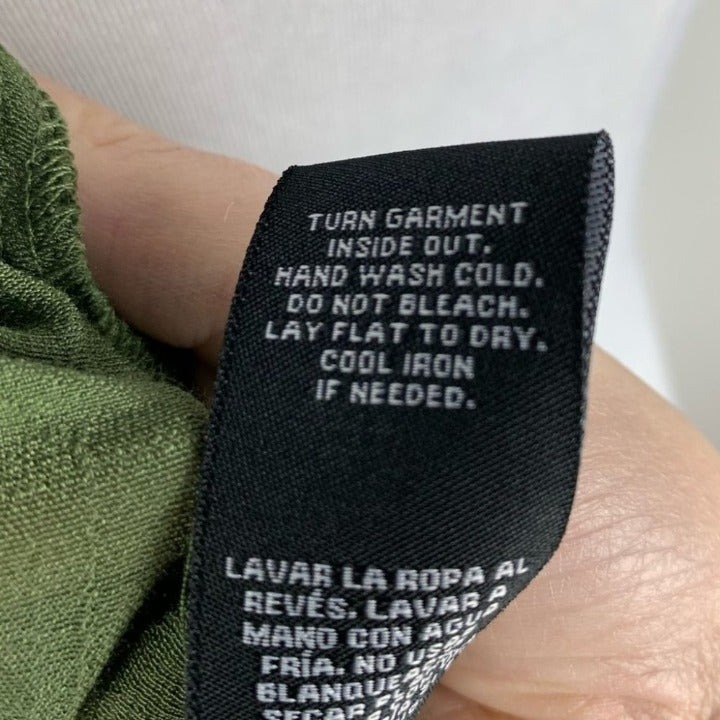 TURN GARMENT
INSIDE OUT.
HAND WASH COLD.
DO NOT BLEACH.
LAY FLAT TO DRY.
COOL IRON
IF NEEDED.
LAVAR LA ROPA AL
REVÉS. LAVAR A
MANO CON AGUA
FRÍA. NO
SECAR